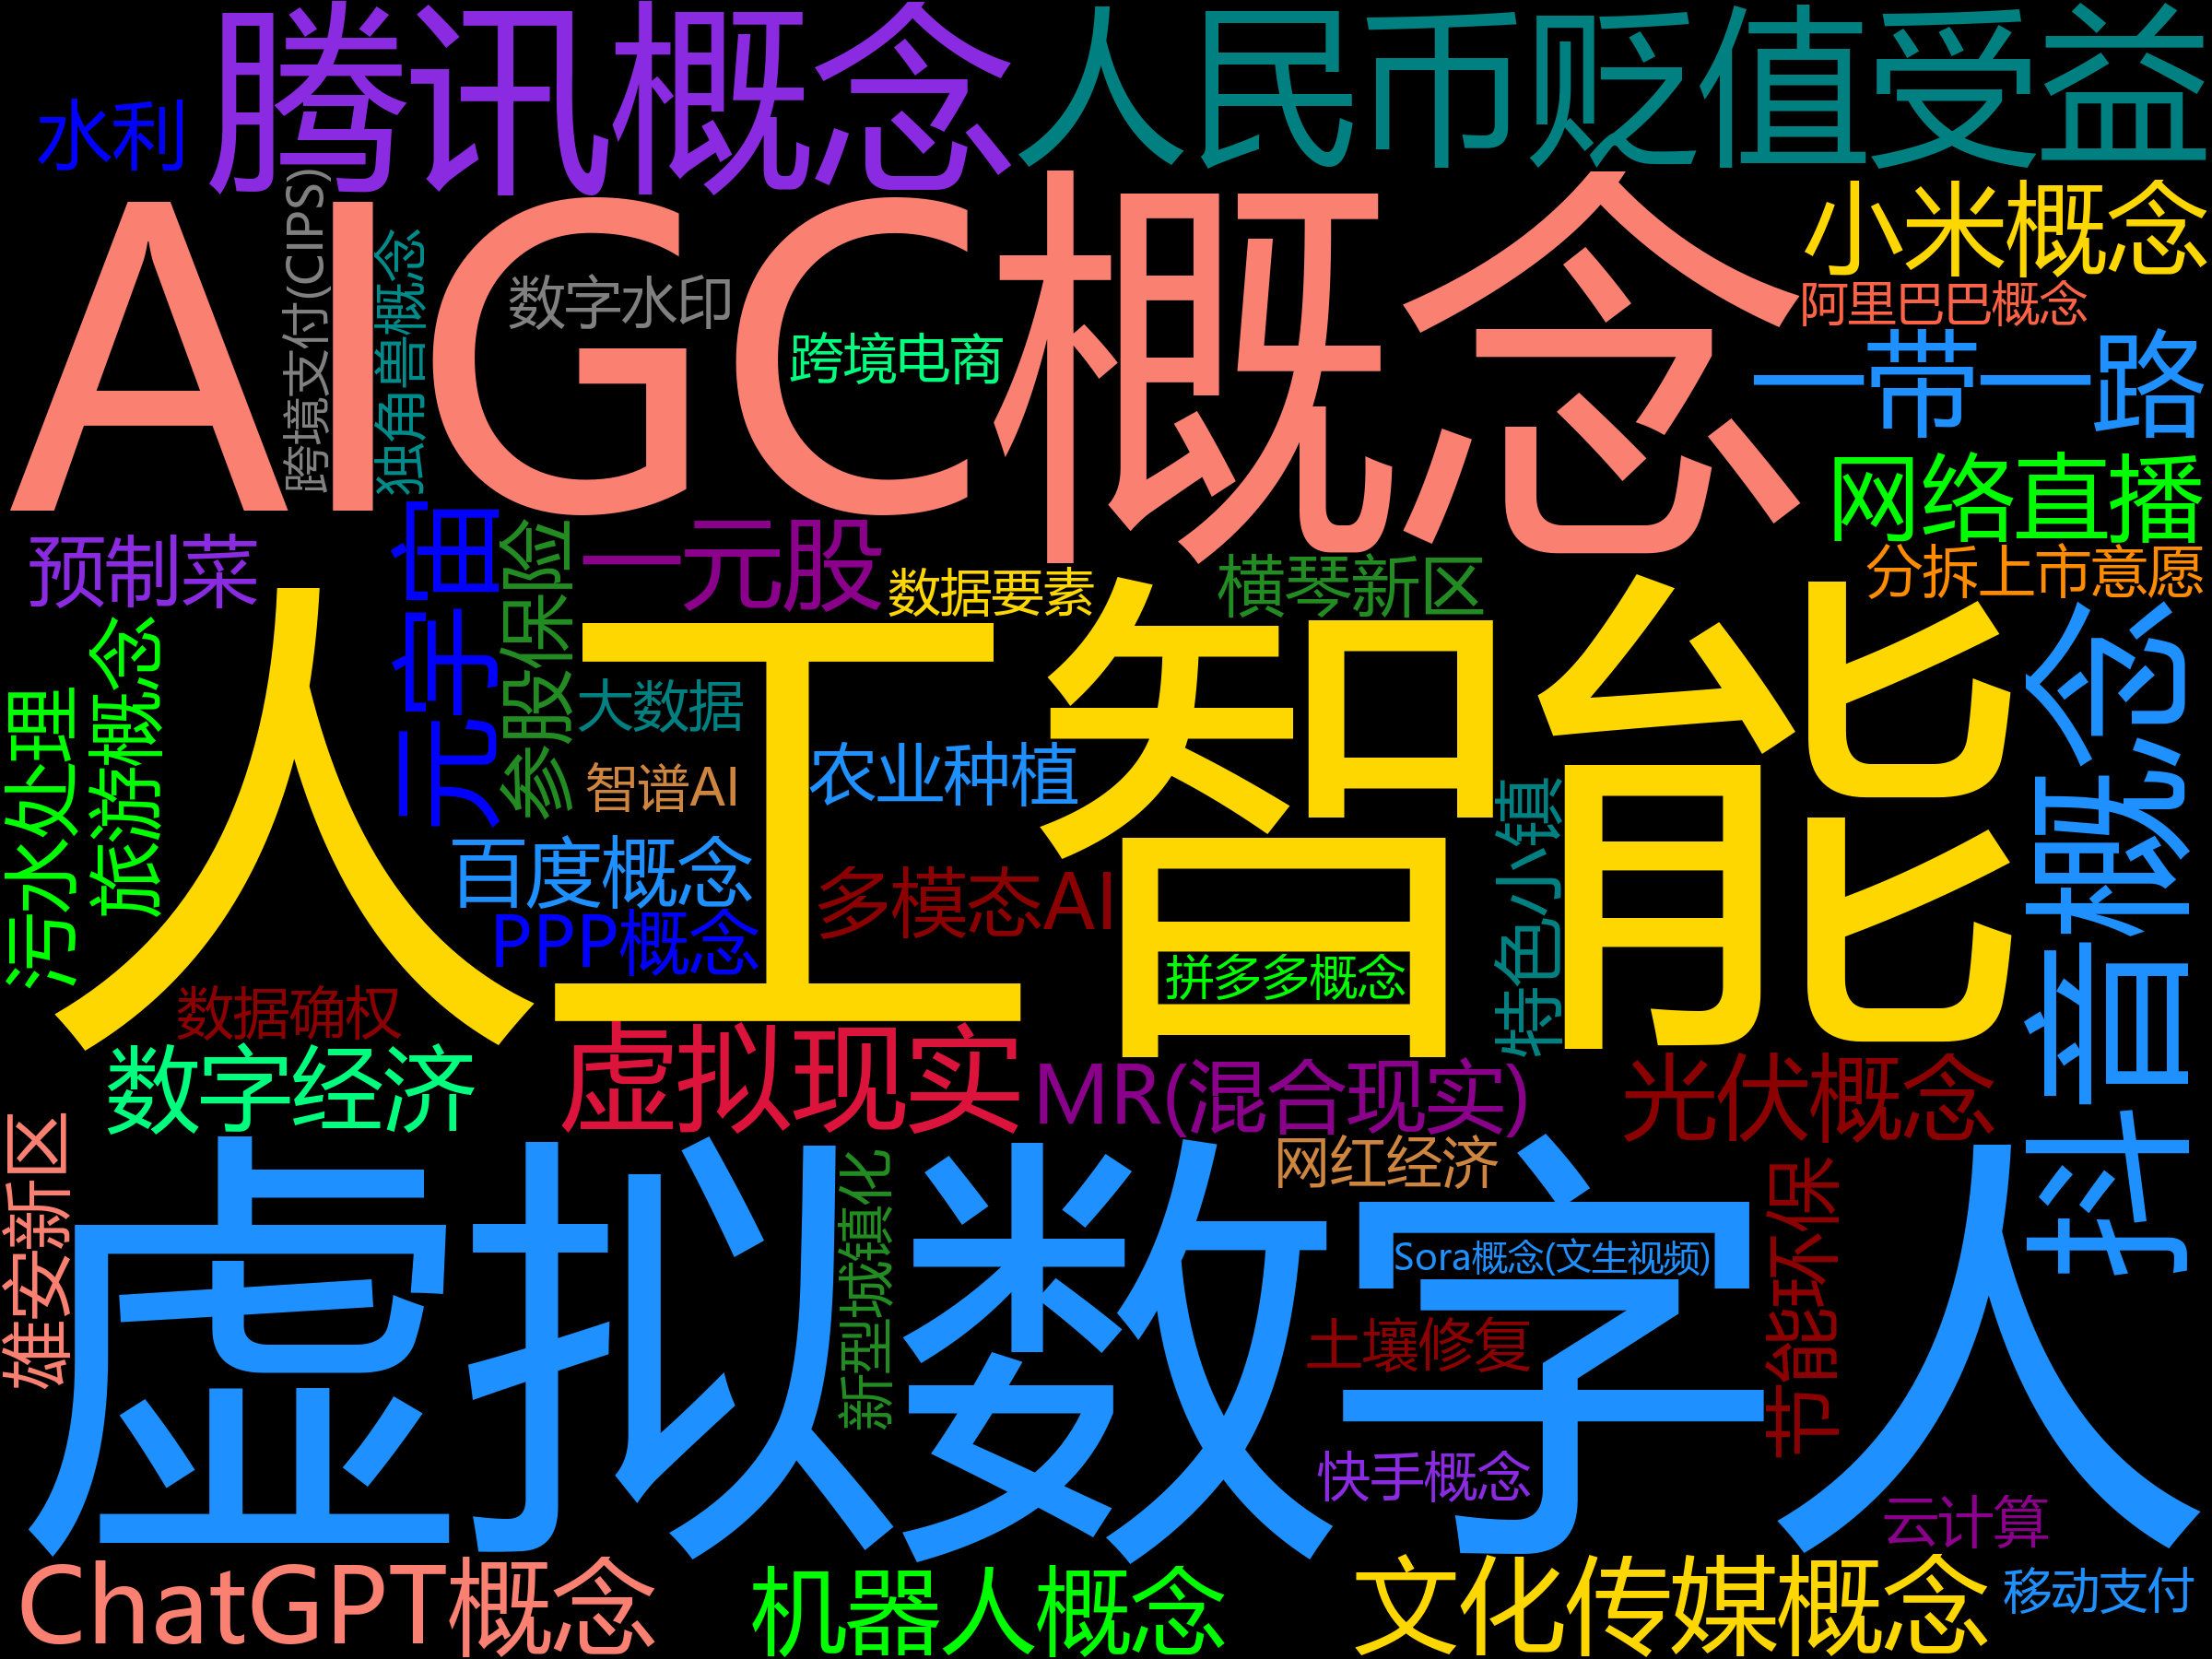 腾讯概念
人民币贬值受益
水利
AIGC概念
小米概念
跨境支付(CIPS)
独角兽概念
数字水印
跨境电商
阿里巴巴概念
一带一路
网络直播
预制菜
元宇宙
参股保险
一元股
数据要素
横琴新区
分拆上市意愿
人工智能
污水处理
旅游概念
大数据
智谱AI
农业种植
抖音概念
百度概念
多模态AI
特色小镇
PPP概念
拼多多概念
数据确权
数字经济
虚拟现实
MR(混合现实)
光伏概念
雄安新区
虚拟数字人
新型城镇化
网红经济
Sora概念(文生视频)
节能环保
土壤修复
快手概念
云计算
ChatGPT概念
机器人概念
文化传媒概念
移动支付